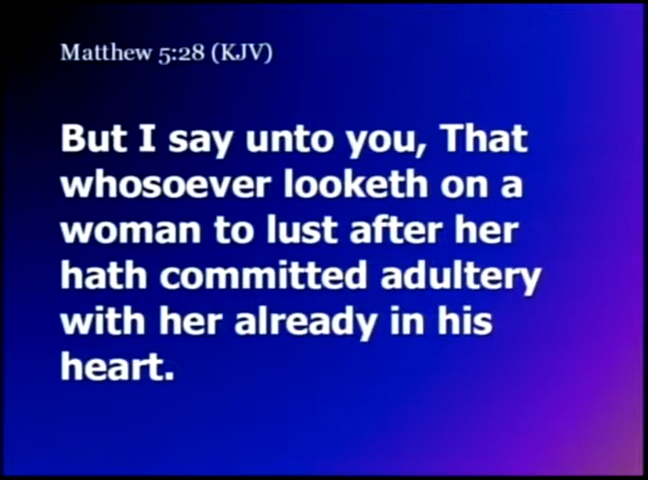 Matthew 5:28 (KJV)
But I say unto you, That
whosoever looketh on a
woman to lust after her
hath committed adultery
with her already in his
heart.